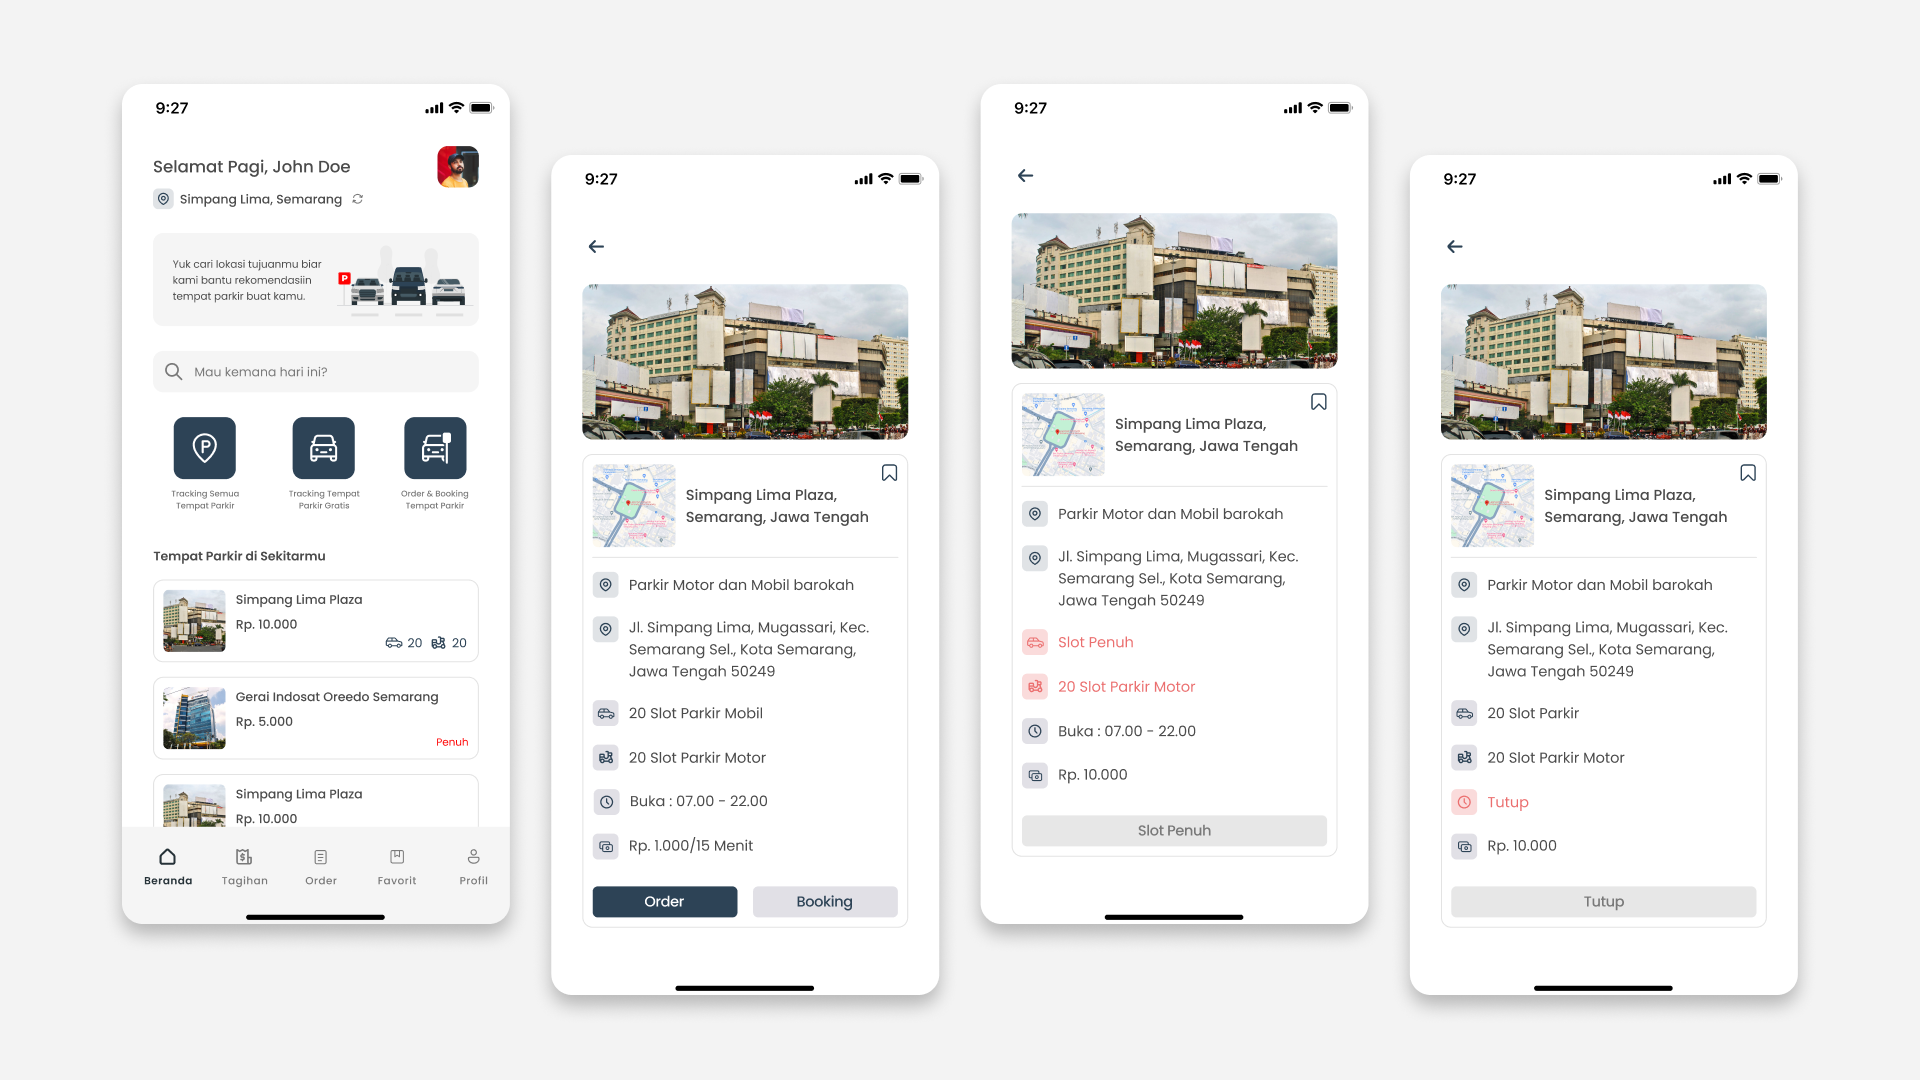 9:27
Selamat Pagi, John Doe
Simpang Lima, Semarang
Yuk cari lokasi tujuanmu biar
kami bantu rekomendasiin
tempat parkir buat kamu.
P
Mau kemana hari ini?
P
Tracking Semua
Tempat Parkir
Tracking Tempat
Parkir Gratis
Order & Booking
Tempat Parkir
Tempat Parkir di Sekitarmu
Simpang Lima Plaza
Rp. 10.000
20 20
Gerai Indosat Oreedo Semarang
Rp. 5.000
Penuh
Simpang Lima Plaza
Rp. 10.000
Beranda Tagihan Order Favorit Profil
9:27
Simpang Lima Plaza,
Semarang, Jawa Tengah
Parkir Motor dan Mobil barokah
Jl. Simpang Lima, Mugassari, Kec.
Semarang Sel., Kota Semarang,
Jawa Tengah 50249
20 Slot Parkir Mobil
20 Slot Parkir Motor
Buka : 07.00 - 22.00
Rp. 1.000/15 Menit
Order Booking
9:27
Simpang Lima Plaza,
Semarang, Jawa Tengah
Parkir Motor dan Mobil barokah
Jl. Simpang Lima, Mugassari, Kec.
Semarang Sel., Kota Semarang,
Jawa Tengah 50249
Slot Penuh
20 Slot Parkir Motor
Buka : 07.00 - 22.00
Rp. 10.000
Slot Penuh
9:27
Simpang Lima Plaza,
Semarang, Jawa Tengah
Parkir Motor dan Mobil barokah
Jl. Simpang Lima, Mugassari, Kec.
Semarang Sel., Kota Semarang,
Jawa Tengah 50249
20 Slot Parkir
20 Slot Parkir Motor
Tutup
Rp. 10.000
Tutup